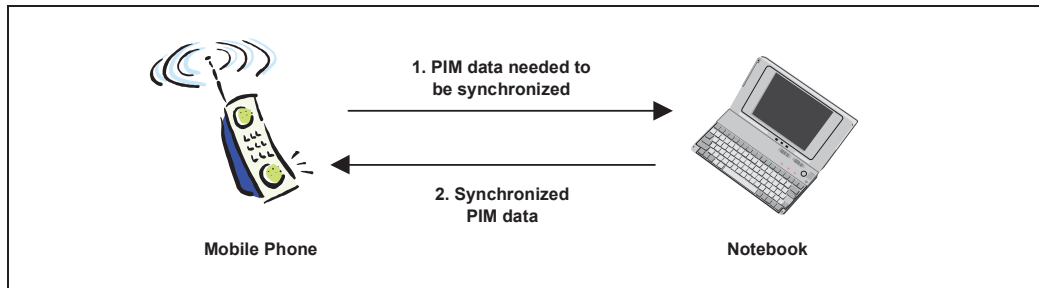 1. PIM data needed to
be synchronized
2. Synchronized
PIM data
Mobile Phone
Notebook